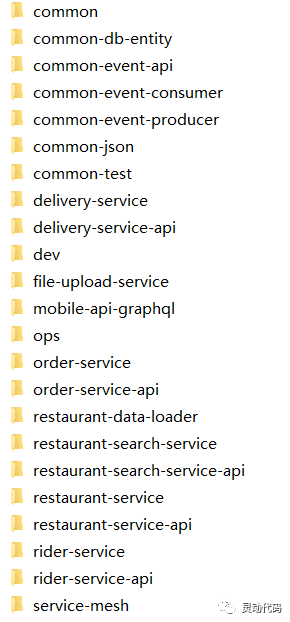 common
common-db-entity
common-event-api
common-event-consumer
common-event-producer
common-json
common-test
delivery-service
delivery-service-api
dev
file-upload-service
mobile-api-graphql
ops
order-service
order-service-api
restaurant-data-loader
restaurant-search-service
restaurant-search-service-api
restaurant-service
restaurant-service-api
rider-service
rider-service-api
service-mesh
灵动代码